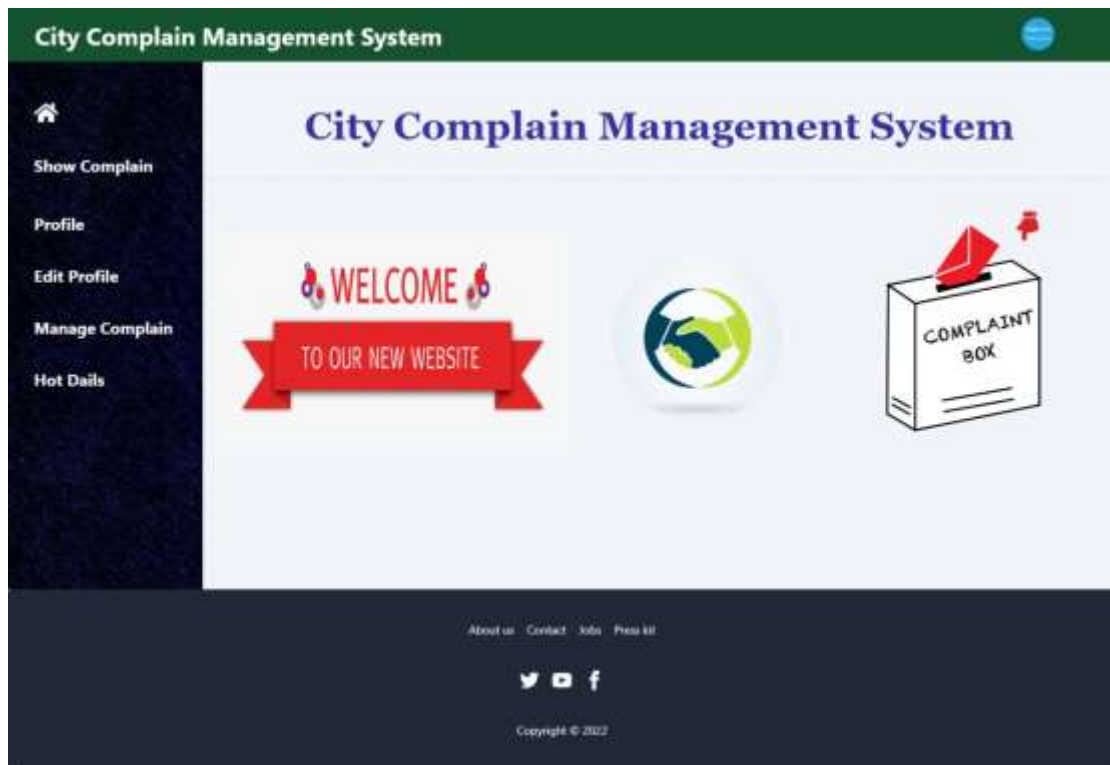 City Complain Management System
City Complain Management System
Show Complain
Profile
Edit Profile
Manage Complain
Hot Dails
WELCOME
TO OUR NEW WEBSITE
COMPLAINT
BOX
About us Contact Jobs Press kit
Copyright © 2022